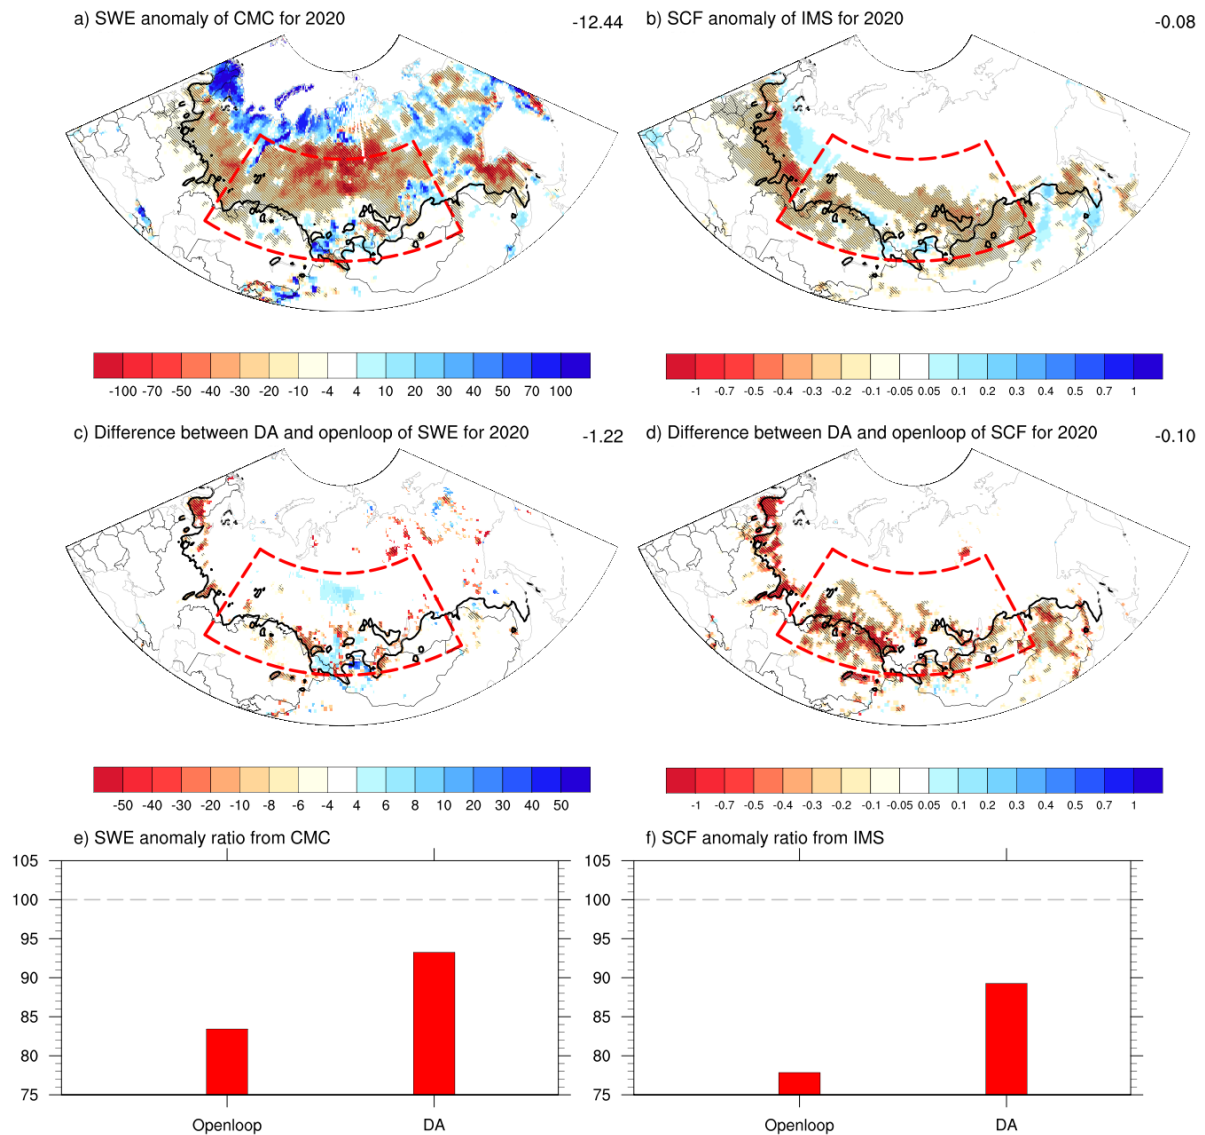 a) SWE anomaly of CMC for 2020 -12.44
b) SCF anomaly of IMS for 2020 -0.08
-100 -70 -50 -40 -30 -20 -10 -4 4 10 20 30 40 50 70 100
-1 -0.7 -0.5 -0.4 -0.3 -0.2 -0.1 -0.05 0.05 0.1 0.2 0.3 0.4 0.5 0.7 1
c) Difference between DA and openloop of SWE for 2020 -1.22
d) Difference between DA and openloop of SCF for 2020 -0.10
-50 -40 -30 -20 -10 -8 -6 -4 4 6 8 10 20 30 40 50
-1 -0.7 -0.5 -0.4 -0.3 -0.2 -0.1 -0.05 0.05 0.1 0.2 0.3 0.4 0.5 0.7 1
e) SWE anomaly ratio from CMC
105
100
95
90
85
80
75
Openloop DA
f) SCF anomaly ratio from IMS
105
100
95
90
85
80
75
Openloop DA